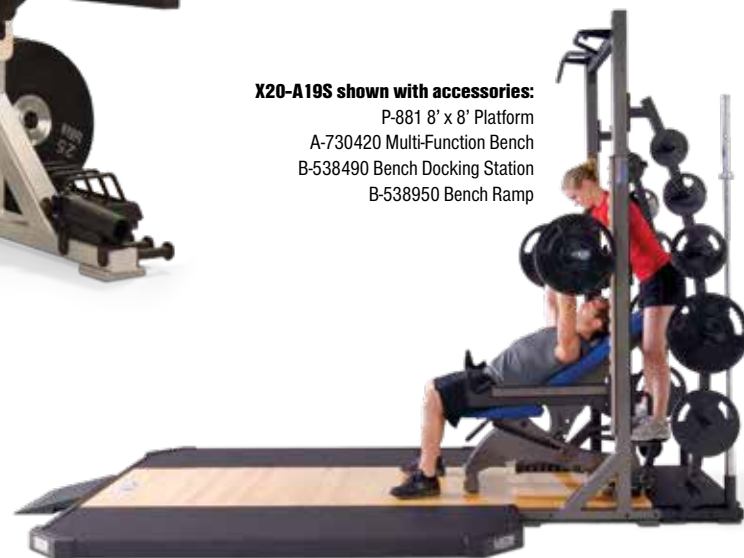 X20-A19S shown with accessories:
P-881 8’ x 8’ Platform
A-730420 Multi-Function Bench
B-538490 Bench Docking Station
B-538950 Bench Ramp
25